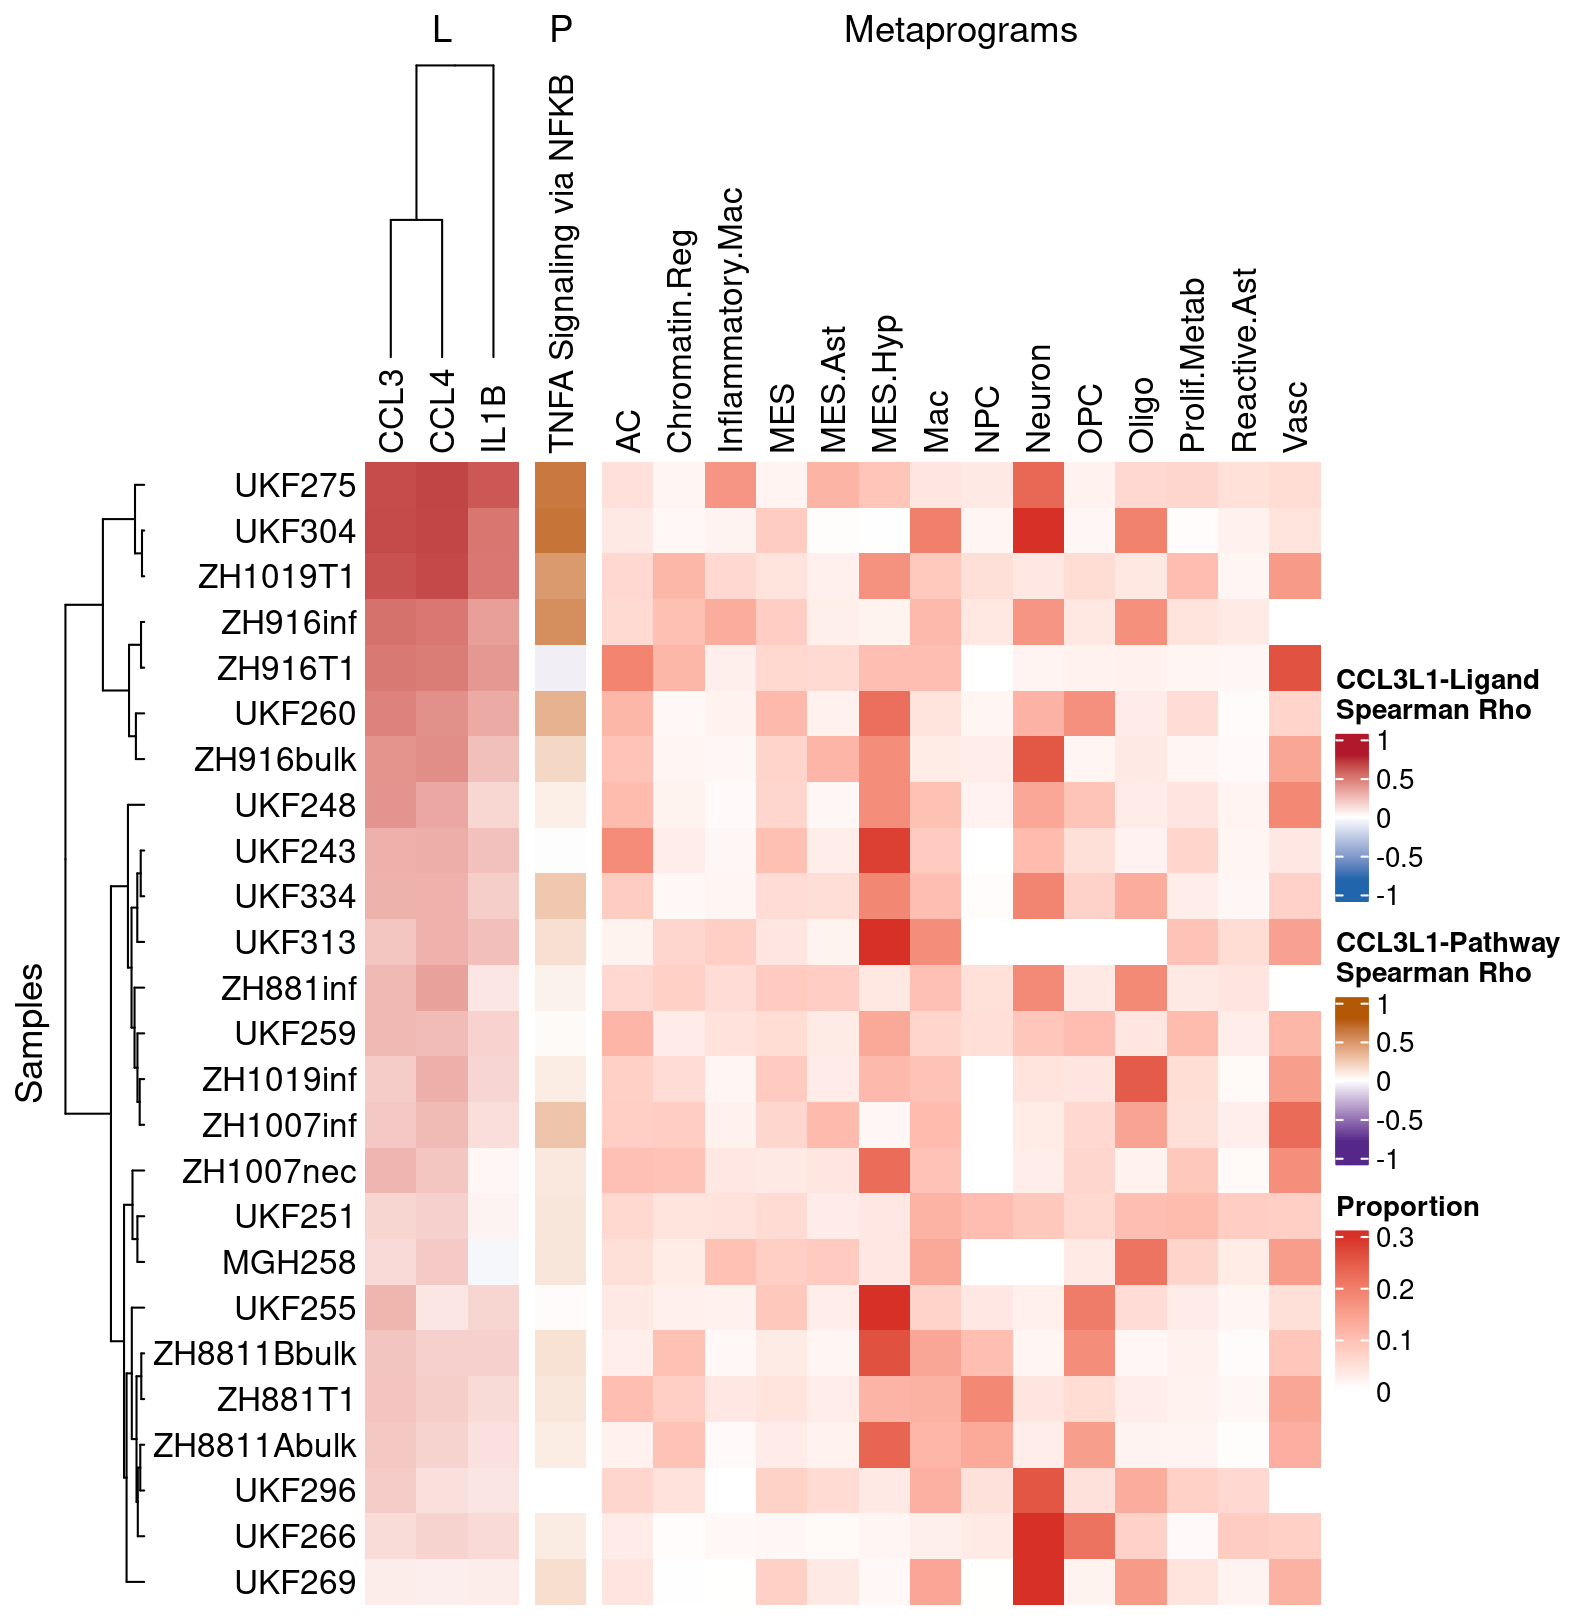 L P Metaprograms
CCL3
CCL4
IL1B
TNFA Signaling via NFKB
AC
Chromatin.Reg
Inflammatory.Mac
MES
MES.Ast
MES.Hyp
Mac
NPC
Neuron
OPC
Oligo
Prolif.Metab
Reactive.Ast
Vasc
Samples
UKF275
UKF304
ZH1019T1
ZH916inf
ZH916T1
UKF260
ZH916bulk
UKF248
UKF243
UKF334
UKF313
ZH881inf
UKF259
ZH1019inf
ZH1007inf
ZH1007nec
UKF251
MGH258
UKF255
ZH8811Bbulk
ZH881T1
ZH8811Abulk
UKF296
UKF266
UKF269
CCL3L1-Ligand
Spearman Rho
1
0.5
0
-0.5
-1
CCL3L1-Pathway
Spearman Rho
1
0.5
0
-0.5
-1
Proportion
0.3
0.2
0.1
0